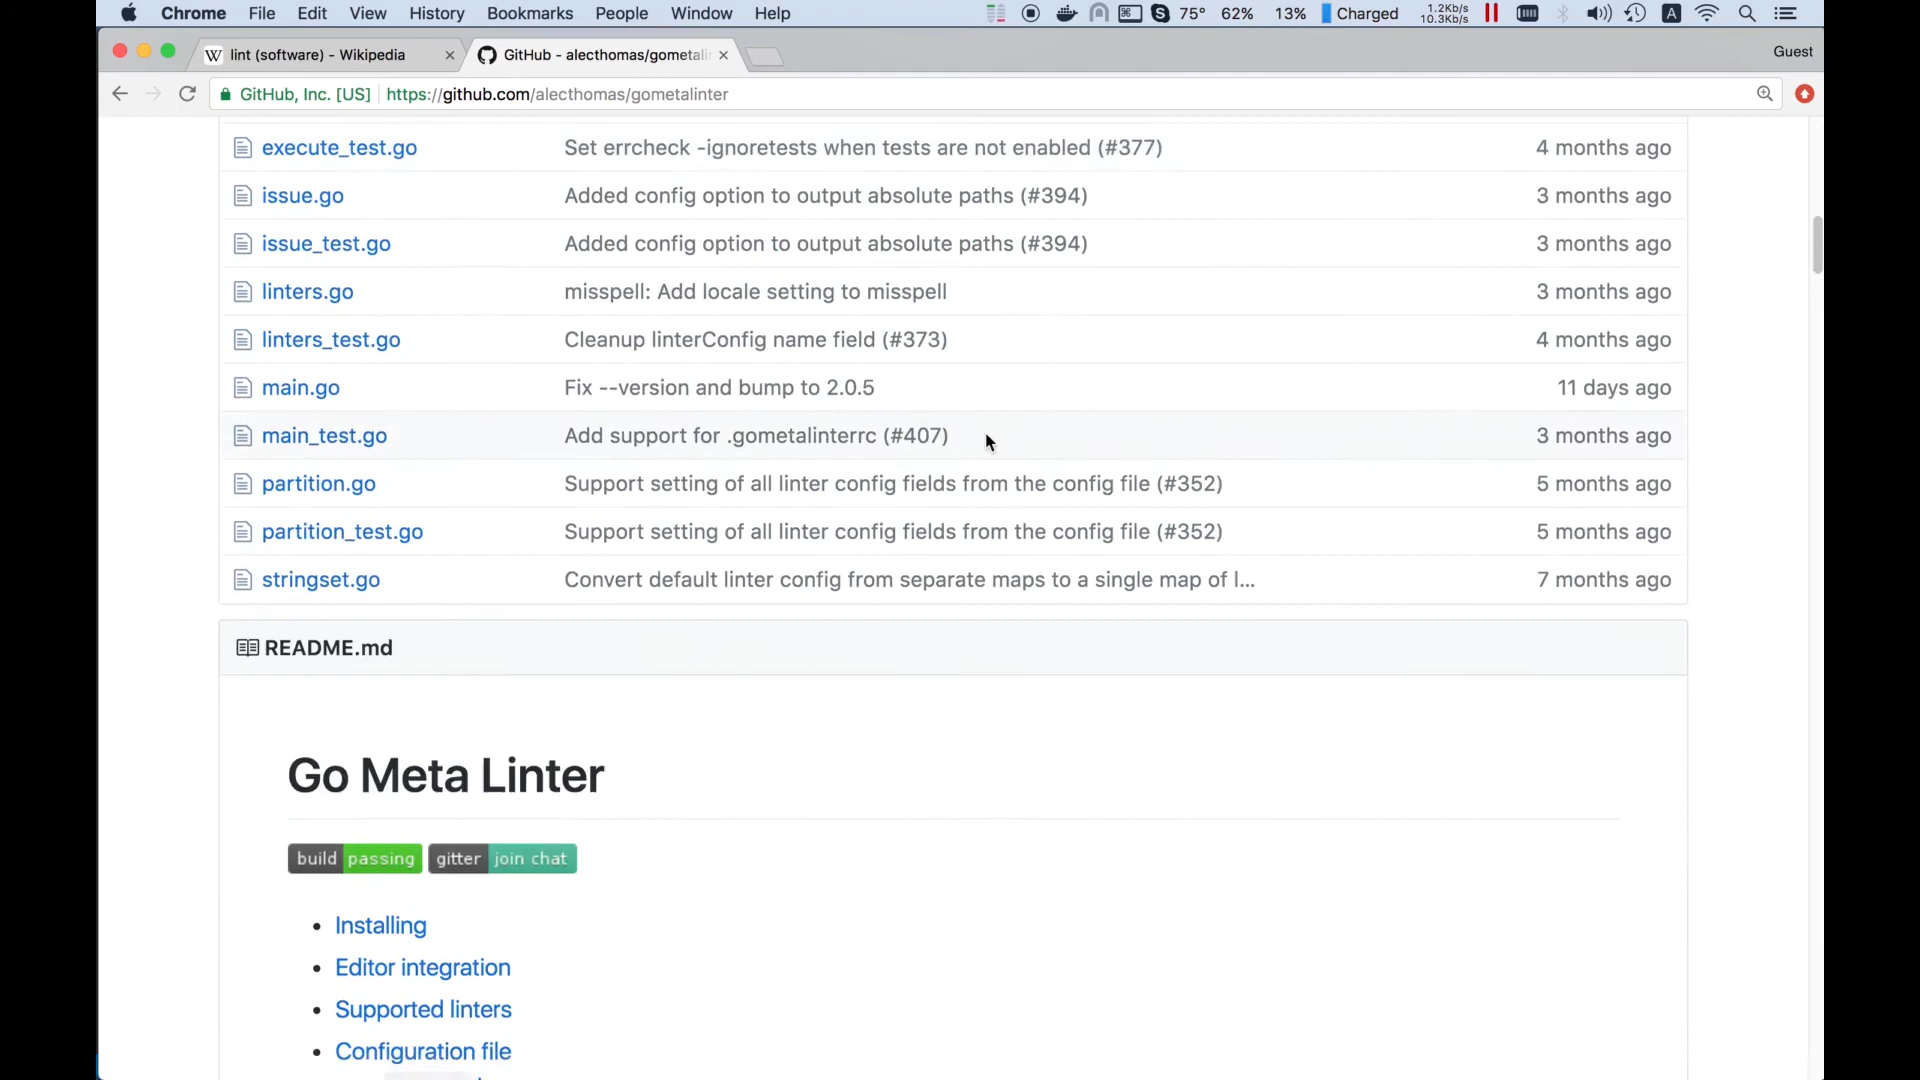 Chrome File Edit View History Bookmarks People Window Help 75° 62% 13% Charged 1.2Kb/s 10.3Kb/s A
lint (software) - Wikipedia × GitHub - alecthomas/gometali × Guest
GitHub, Inc. [US] https://github.com/alecthomas/gometalinter
execute_test.go Set errcheck -ignoretests when tests are not enabled (#377) 4 months ago
issue.go Added config option to output absolute paths (#394) 3 months ago
issue_test.go Added config option to output absolute paths (#394) 3 months ago
linters.go misspell: Add locale setting to misspell 3 months ago
linters_test.go Cleanup linterConfig name field (#373) 4 months ago
main.go Fix --version and bump to 2.0.5 11 days ago
main_test.go Add support for .gometalinterrc (#407) 3 months ago
partition.go Support setting of all linter config fields from the config file (#352) 5 months ago
partition_test.go Support setting of all linter config fields from the config file (#352) 5 months ago
stringset.go Convert default linter config from separate maps to a single map of l... 7 months ago
README.md
Go Meta Linter
build passing gitter join chat
• Installing
• Editor integration
• Supported linters
• Configuration file